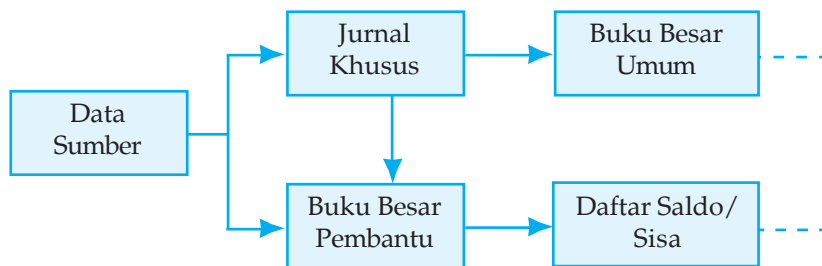 Jurnal
Khusus
Buku Besar
Umum
Data
Sumber
Buku Besar
Pembantu
Daftar Saldo/
Sisa